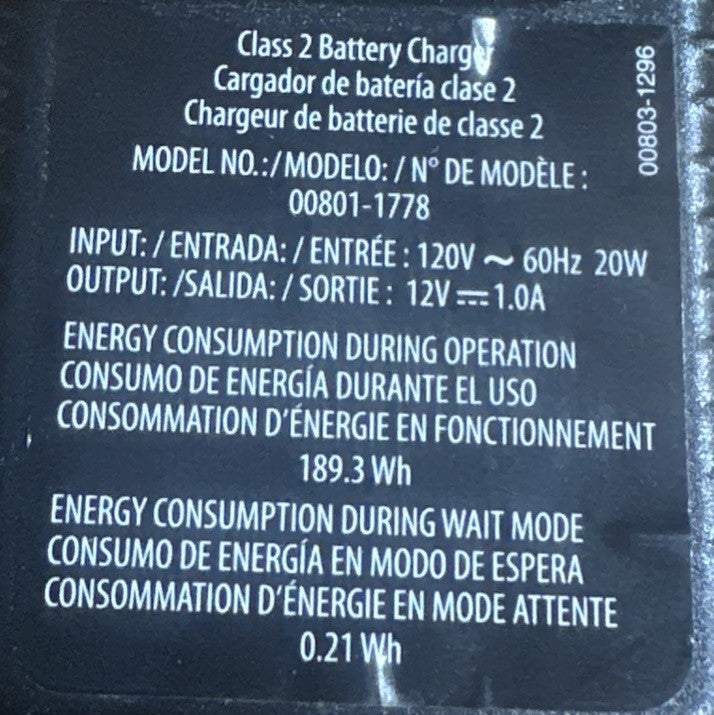 Class 2 Battery Charger
Cargador de batería clase 2
Chargeur de batterie de classe 2
00803-1296
MODEL NO.:/MODELO: / N° DE MODÈLE :
00801-1778
INPUT: / ENTRADA: / ENTRÉE : 120V ~ 60Hz 20W
OUTPUT: /SALIDA: / SORTIE : 12V ⎓ 1.0A
ENERGY CONSUMPTION DURING OPERATION
CONSUMO DE ENERGÍA DURANTE EL USO
CONSOMMATION D'ÉNERGIE EN FONCTIONNEMENT
189.3 Wh
ENERGY CONSUMPTION DURING WAIT MODE
CONSUMO DE ENERGÍA EN MODO DE ESPERA
CONSOMMATION D'ÉNERGIE EN MODE ATTENTE
0.21 Wh